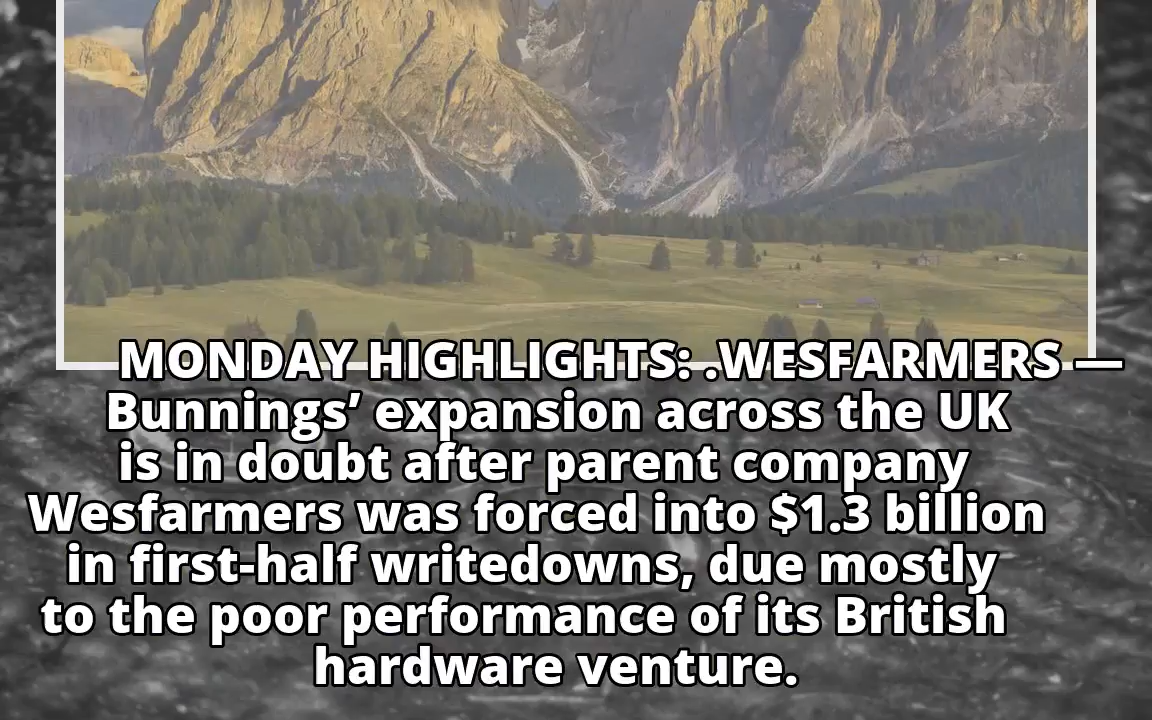 MONDAY HIGHLIGHTS: .WESFARMERS —
Bunnings’ expansion across the UK
is in doubt after parent company
Wesfarmers was forced into $1.3 billion
in first-half writedowns, due mostly
to the poor performance of its British
hardware venture.